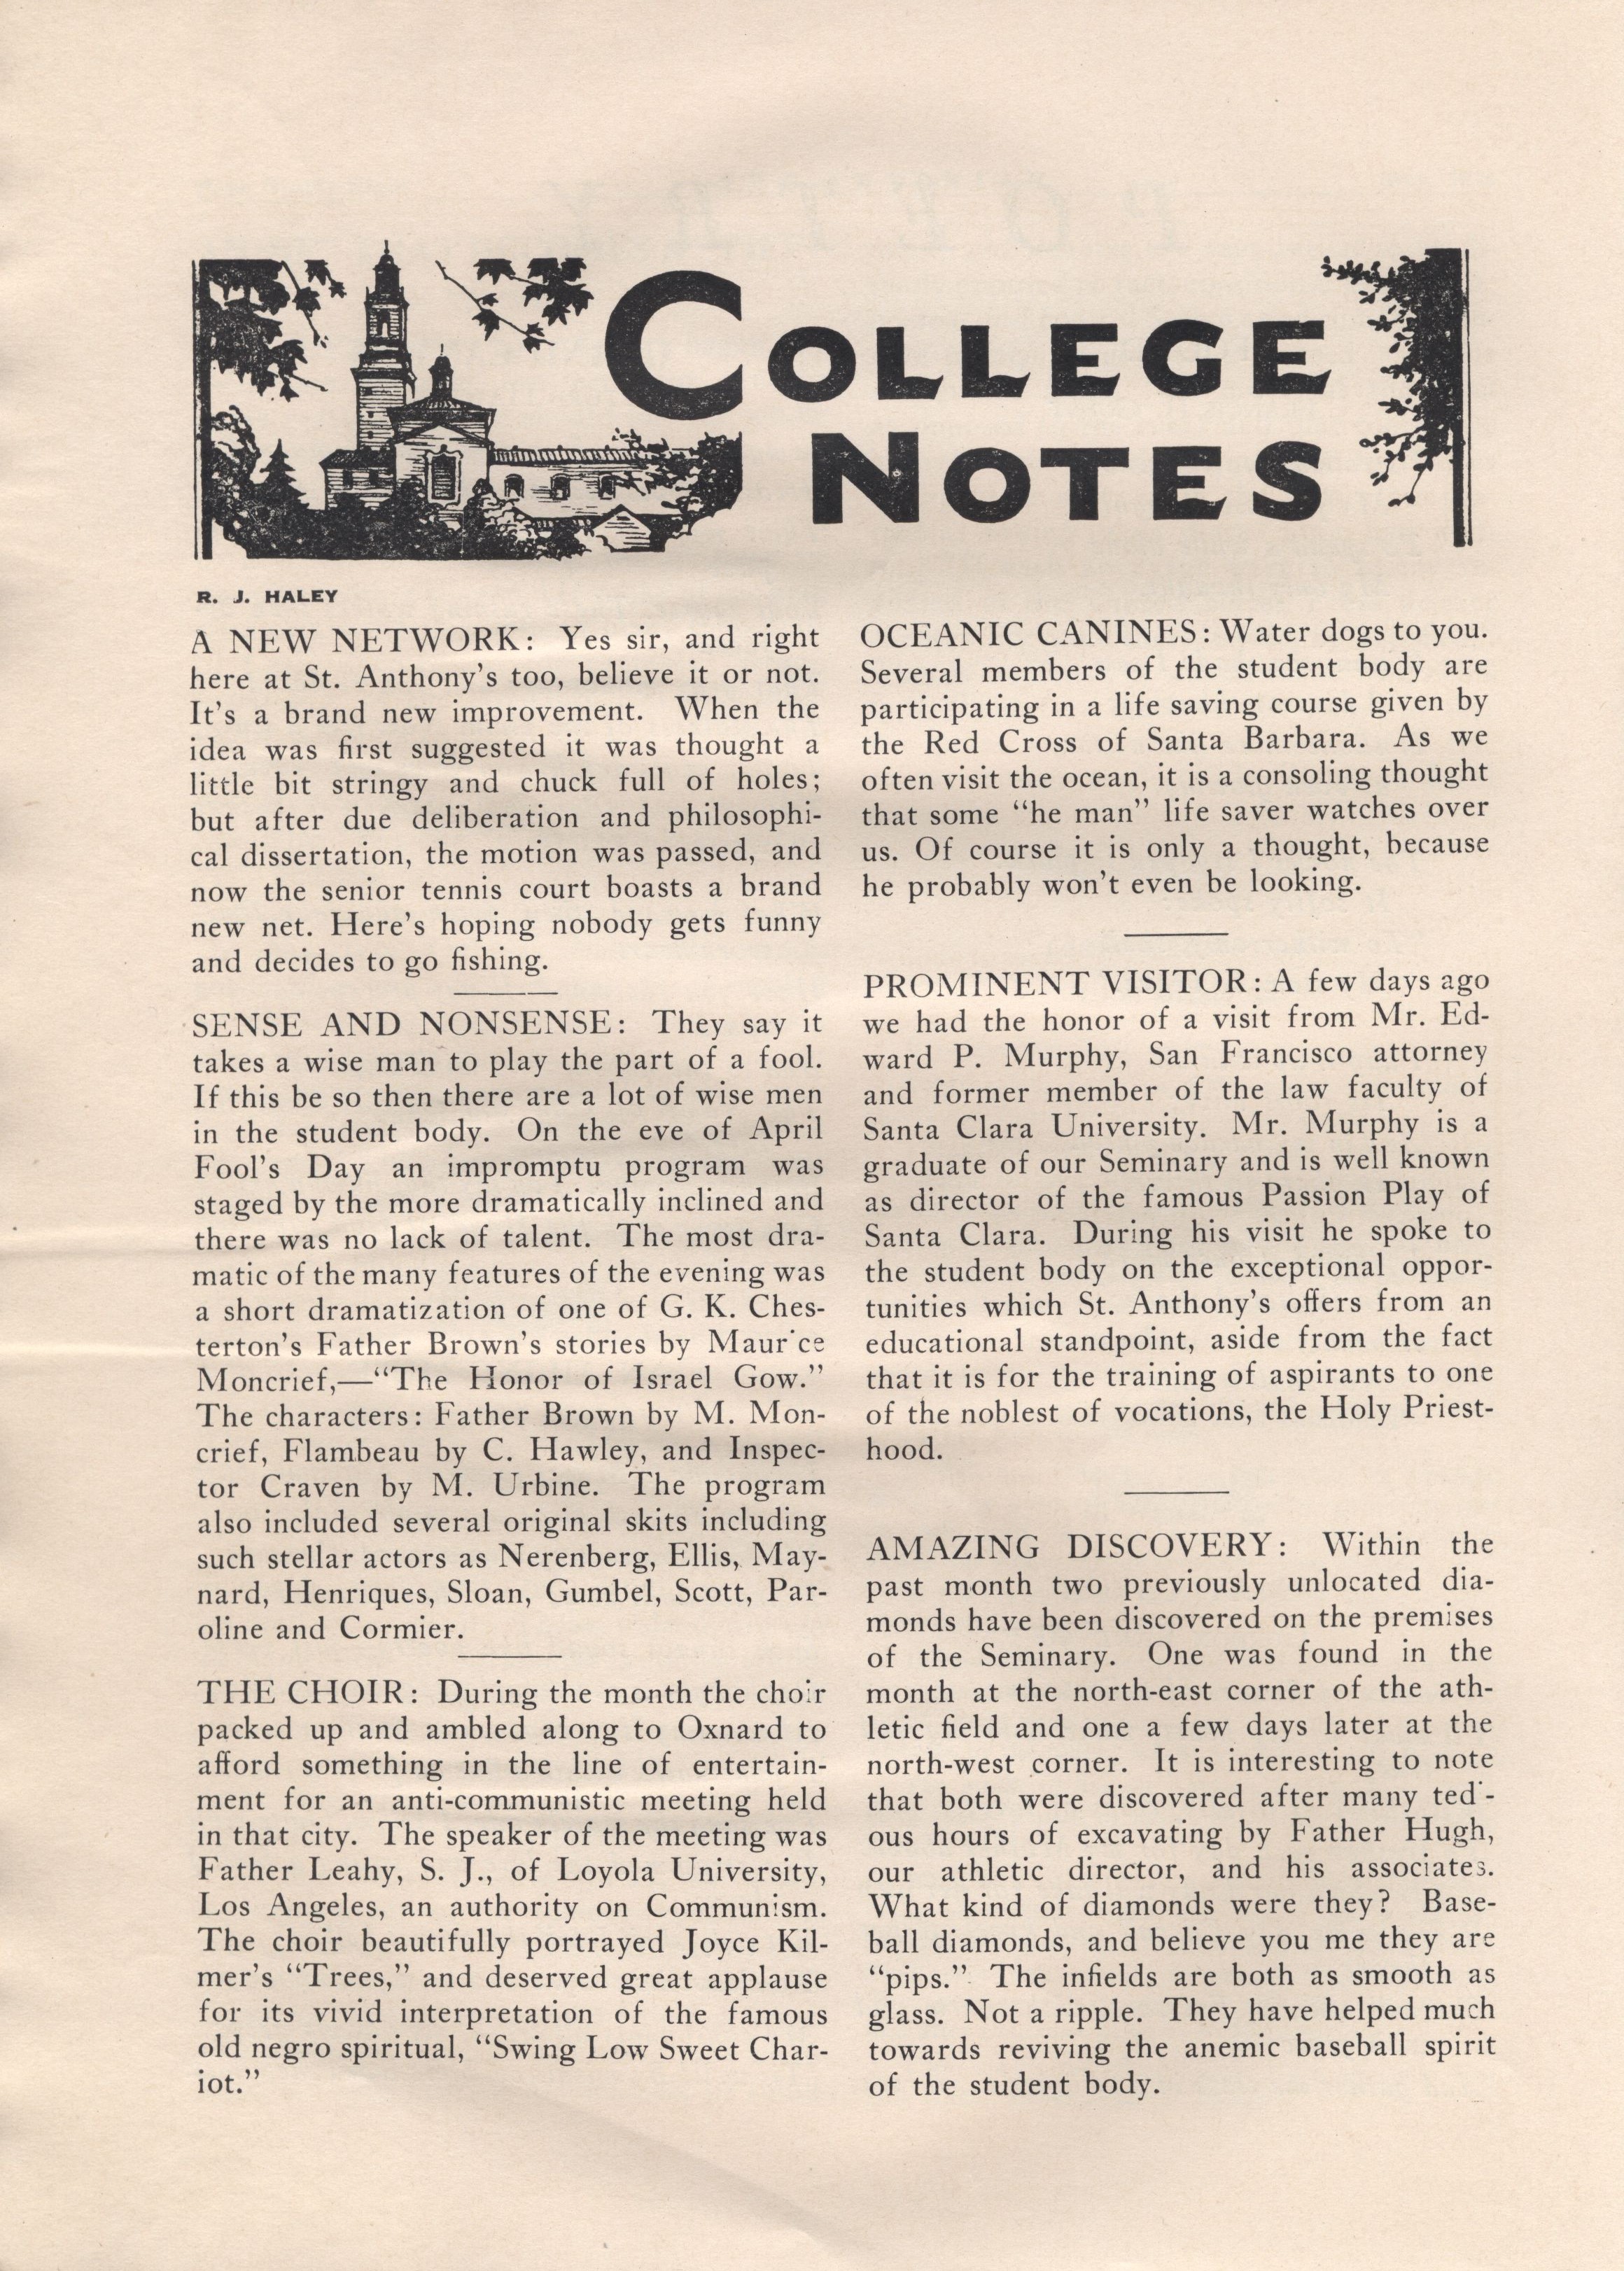 COLLEGE
NOTES
R. J. HALEY
A NEW NETWORK: Yes sir, and right
here at St. Anthony's too, believe it or not.
It's a brand new improvement. When the
idea was first suggested it was thought a
little bit stringy and chuck full of holes;
but after due deliberation and philosophi-
cal dissertation, the motion was passed, and
now the senior tennis court boasts a brand
new net. Here's hoping nobody gets funny
and decides to go fishing.
SENSE AND NONSENSE: They say it
takes a wise man to play the part of a fool.
If this be so then there are a lot of wise men
in the student body. On the eve of April
Fool's Day an impromptu program was
staged by the more dramatically inclined and
there was no lack of talent. The most dra-
matic of the many features of the evening was
a short dramatization of one of G. K. Ches-
terton's Father Brown's stories by Maurice
Moncrief,—"The Honor of Israel Gow."
The characters: Father Brown by M. Mon-
crief, Flambeau by C. Hawley, and Inspec-
tor Craven by M. Urbine. The program
also included several original skits including
such stellar actors as Nerenberg, Ellis, May-
nard, Henriques, Sloan, Gumbel, Scott, Par-
oline and Cormier.
THE CHOIR: During the month the choir
packed up and ambled along to Oxnard to
afford something in the line of entertain-
ment for an anti-communistic meeting held
in that city. The speaker of the meeting was
Father Leahy, S. J., of Loyola University,
Los Angeles, an authority on Communism.
The choir beautifully portrayed Joyce Kil-
mer's "Trees," and deserved great applause
for its vivid interpretation of the famous
old negro spiritual, "Swing Low Sweet Char-
iot."
OCEANIC CANINES: Water dogs to you.
Several members of the student body are
participating in a life saving course given by
the Red Cross of Santa Barbara. As we
often visit the ocean, it is a consoling thought
that some "he man" life saver watches over
us. Of course it is only a thought, because
he probably won't even be looking.
PROMINENT VISITOR: A few days ago
we had the honor of a visit from Mr. Ed-
ward P. Murphy, San Francisco attorney
and former member of the law faculty of
Santa Clara University. Mr. Murphy is a
graduate of our Seminary and is well known
as director of the famous Passion Play of
Santa Clara. During his visit he spoke to
the student body on the exceptional oppor-
tunities which St. Anthony's offers from an
educational standpoint, aside from the fact
that it is for the training of aspirants to one
of the noblest of vocations, the Holy Priest-
hood.
AMAZING DISCOVERY: Within the
past month two previously unlocated dia-
monds have been discovered on the premises
of the Seminary. One was found in the
month at the north-east corner of the ath-
letic field and one a few days later at the
north-west corner. It is interesting to note
that both were discovered after many tedi-
ous hours of excavating by Father Hugh,
our athletic director, and his associates.
What kind of diamonds were they? Base-
ball diamonds, and believe you me they are
"pips." The infields are both as smooth as
glass. Not a ripple. They have helped much
towards reviving the anemic baseball spirit
of the student body.